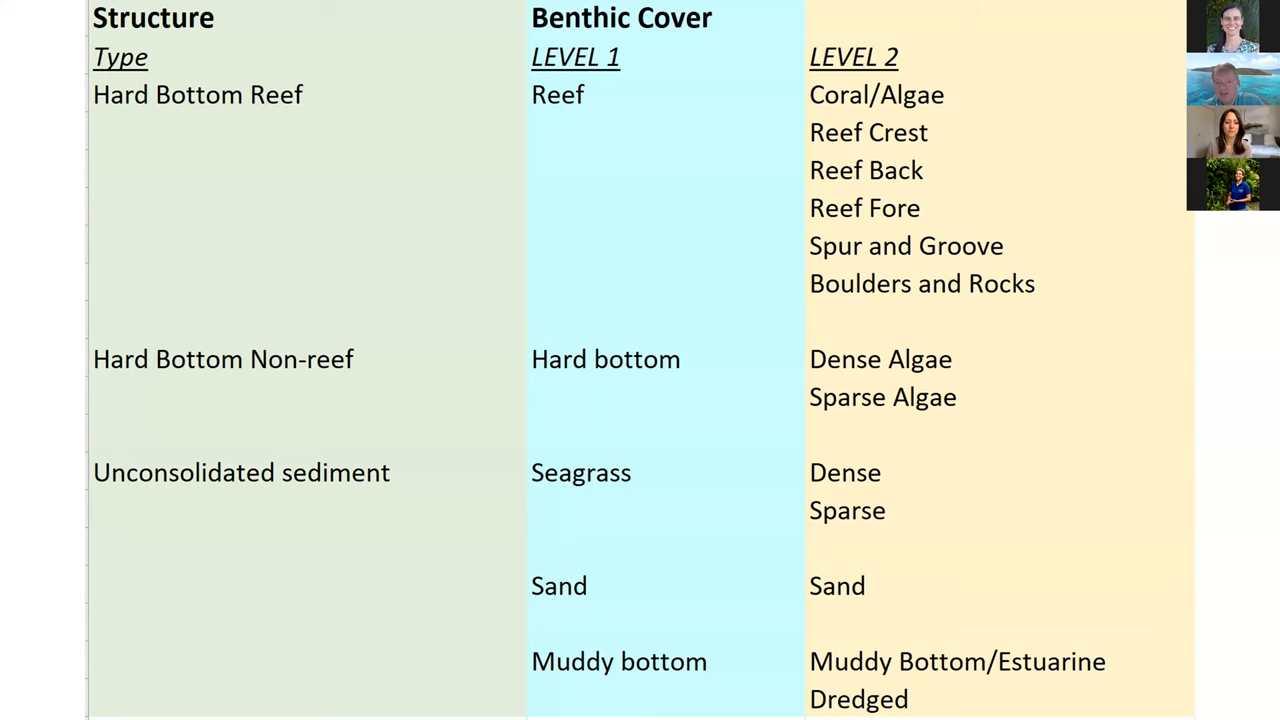 Structure Benthic Cover
Type LEVEL 1 LEVEL 2
Hard Bottom Reef Reef Coral/Algae
Reef Crest
Reef Back
Reef Fore
Spur and Groove
Boulders and Rocks
Hard Bottom Non-reef Hard bottom Dense Algae
Sparse Algae
Unconsolidated sediment Seagrass Dense
Sparse
Sand Sand
Muddy bottom Muddy Bottom/Estuarine
Dredged